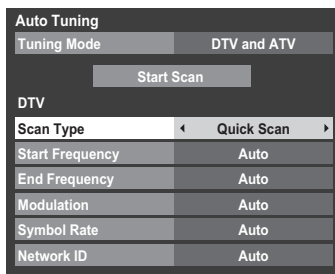 Auto Tuning
Tuning Mode DTV and ATV
Start Scan
DTV
Scan Type Quick Scan
Start Frequency Auto
End Frequency Auto
Modulation Auto
Symbol Rate Auto
Network ID Auto